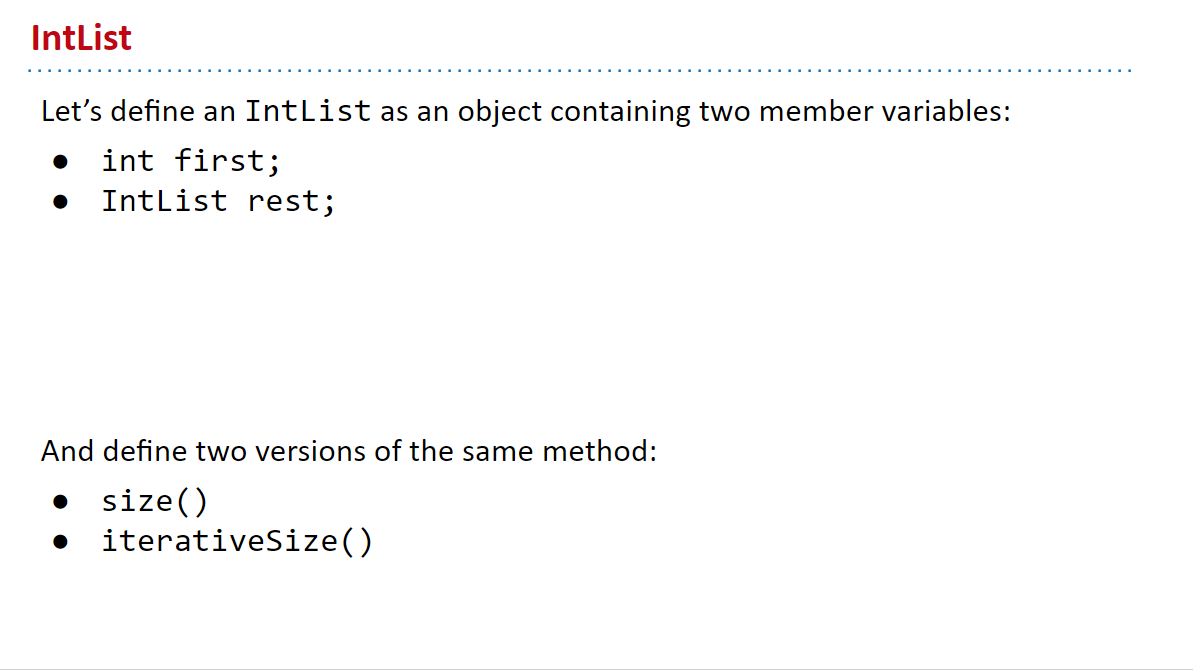 IntList
Let’s define an IntList as an object containing two member variables:
● int first;
● IntList rest;
And define two versions of the same method:
● size()
● iterativeSize()